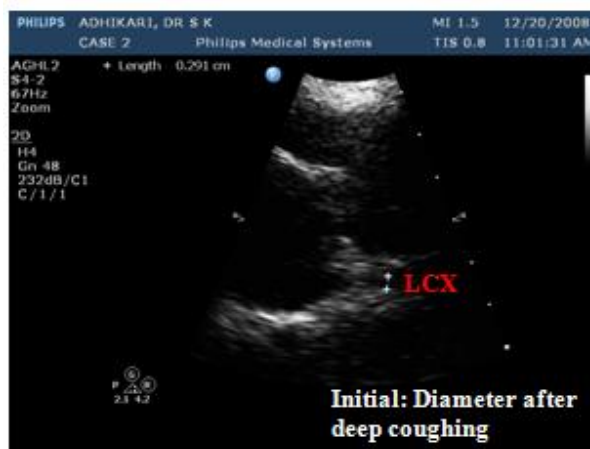 PHILIPS ADHIKARI, DR S K MI 1.5 12/20/2008
CASE 2 Philips Medical Systems TIS 0.8 11:01:31 AM
AGHL2 + Length 0.291 cm
S4-2
67Hz
Zoom
2D
H4
Gn 48
232dB/C1
C/1/1
LCX
G
P R
2.3 4.2
Initial: Diameter after
deep coughing